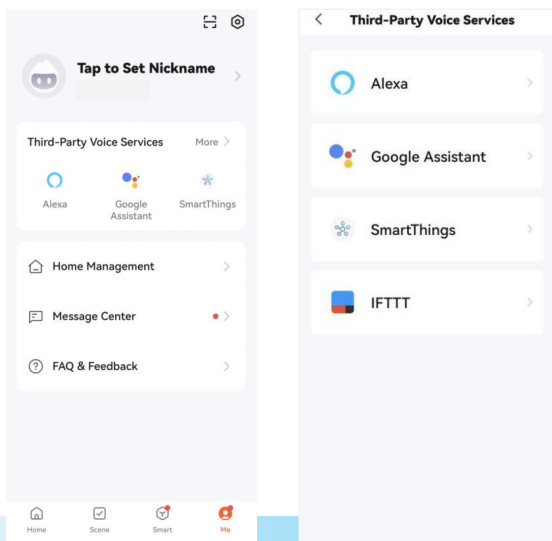 Tap to Set Nickname
Third-Party Voice Services
More
Alexa
Google
Assistant
SmartThings
Home Management
Message Center
FAQ & Feedback
Home
Scene
Smart
Me
Third-Party Voice Services
Alexa
Google Assistant
SmartThings
IFTTT